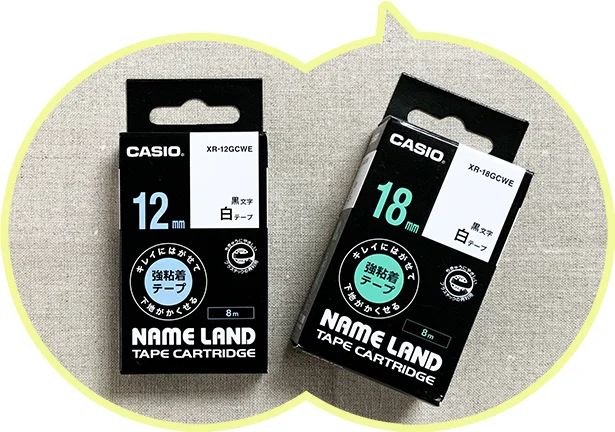 CASIO
XR-12GCWE
12mm
黒文字
白テープ
キレイにはがせて
強粘着
テープ
下地がかくせる
8m
NAME LAND
TAPE CARTRIDGE
CASIO
XR-18GCWE
18mm
黒文字
白テープ
キレイにはがせて
強粘着
テープ
下地がかくせる
8m
NAME LAND
TAPE CARTRIDGE